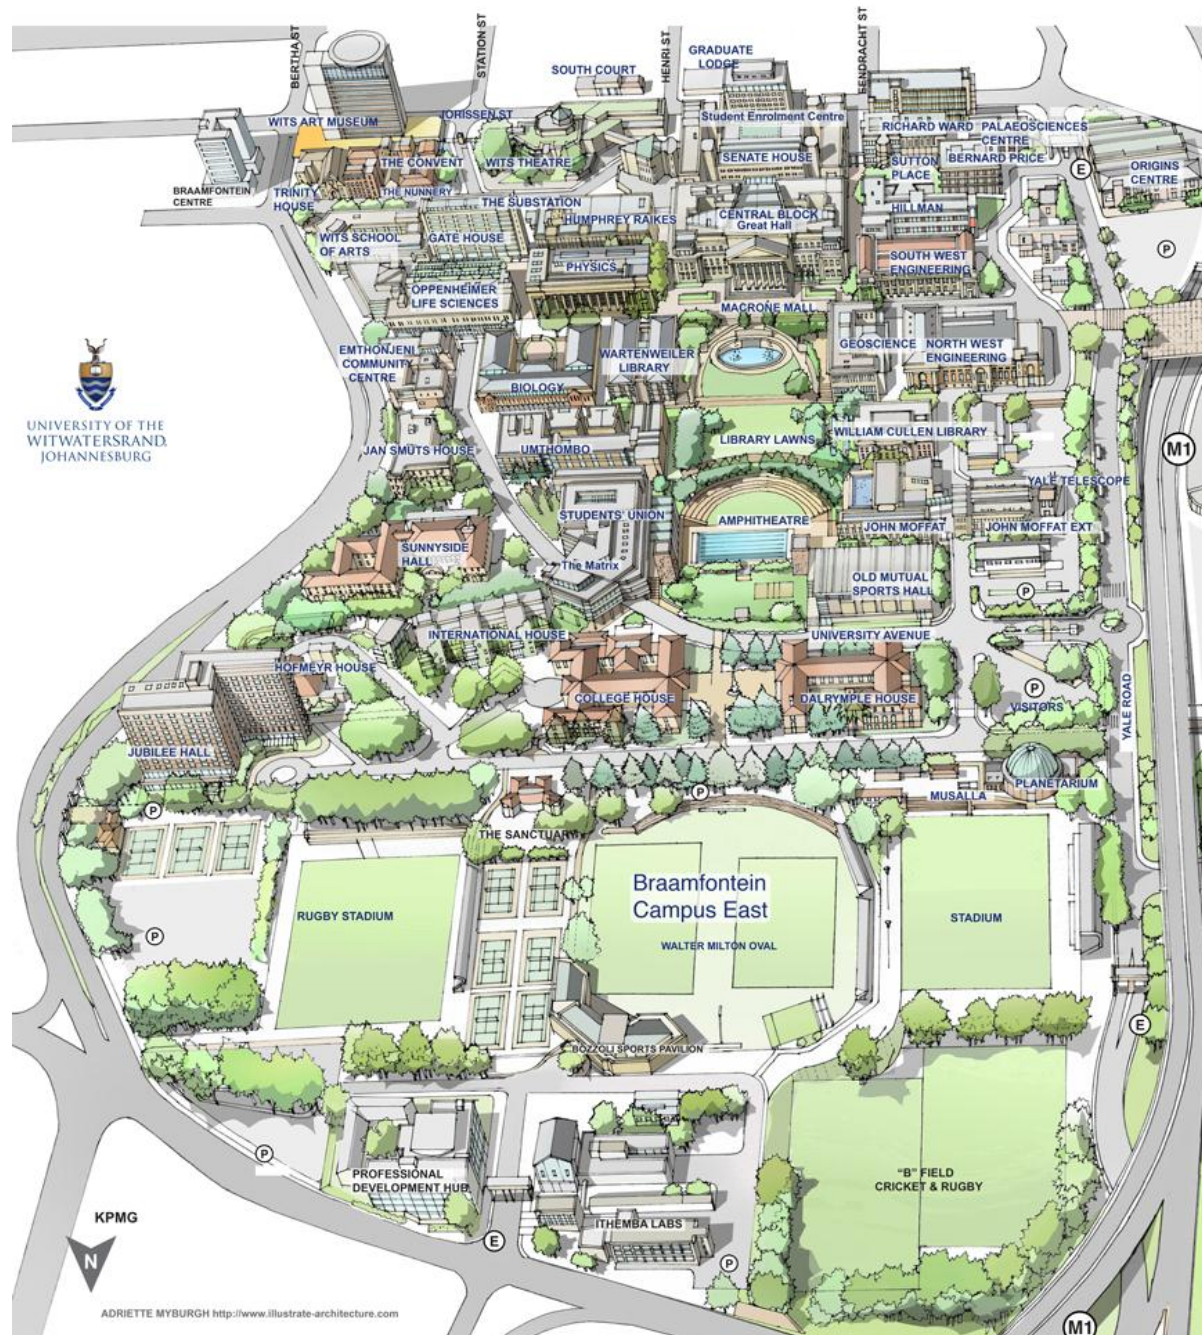 BERTHA ST
STATION ST
HENRI ST
EENDRACHT ST
GRADUATE
LODGE
SOUTH COURT
WITS ART MUSEUM
JORISSEN ST
Student Enrolment Centre
RICHARD WARD
PALAEOSCIENCES
CENTRE
THE CONVENT
WITS THEATRE
SENATE HOUSE
SUTTON
PLACE
BERNARD PRICE
E
ORIGINS
CENTRE
BRAAMFONTEIN
CENTRE
TRINITY
HOUSE
THE NUNNERY
THE SUBSTATION
HUMPHREY RAIKES
CENTRAL BLOCK
Great Hall
HILLMAN
WITS SCHOOL
OF ARTS
GATE HOUSE
P
PHYSICS
SOUTH WEST
ENGINEERING
OPPENHEIMER
LIFE SCIENCES
MACRONE MALL
EMTHONJENI
COMMUNITY
CENTRE
BIOLOGY
WARTENWEILER
LIBRARY
GEOSCIENCE
NORTH WEST
ENGINEERING
UNIVERSITY OF THE
WITWATERSRAND,
JOHANNESBURG
JAN SMUTS HOUSE
UMTHOMBO
LIBRARY LAWNS
WILLIAM CULLEN LIBRARY
M1
YALE TELESCOPE
STUDENTS' UNION
AMPHITHEATRE
JOHN MOFFAT
JOHN MOFFAT EXT
SUNNYSIDE
HALL
The Matrix
OLD MUTUAL
SPORTS HALL
P
INTERNATIONAL HOUSE
UNIVERSITY AVENUE
HOFMEYR HOUSE
COLLEGE HOUSE
DALRYMPLE HOUSE
P
VISITORS
YALE ROAD
JUBILEE HALL
PLANETARIUM
MUSALLA
P
P
THE SANCTUARY
Braamfontein
Campus East
RUGBY STADIUM
STADIUM
P
WALTER MILTON OVAL
E
BOZZOLI SPORTS PAVILION
P
PROFESSIONAL
DEVELOPMENT HUB
"B" FIELD
CRICKET & RUGBY
KPMG
ITHEMBA LABS
E
N
P
ADRIETTE MYBURGH http://www.illustrate-architecture.com
M1